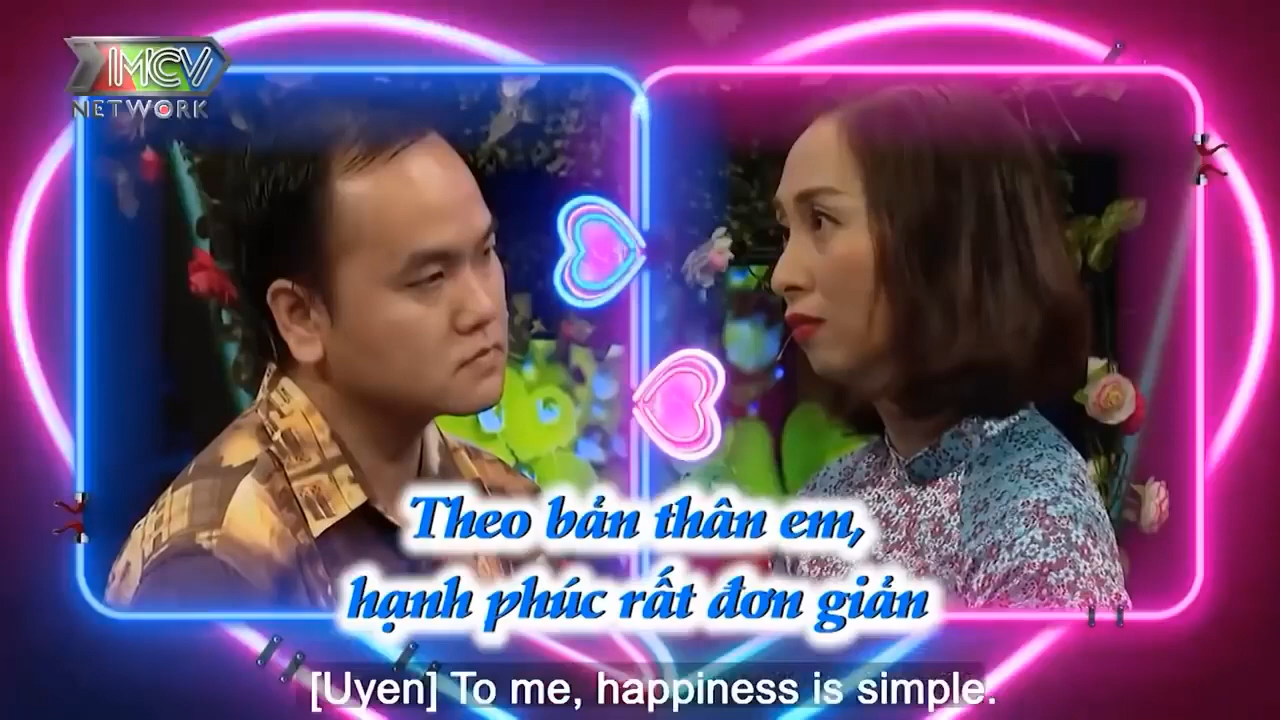 MCV
NETWORK
Theo bản thân em,
hạnh phúc rất đơn giản
[Uyen] To me, happiness is simple.